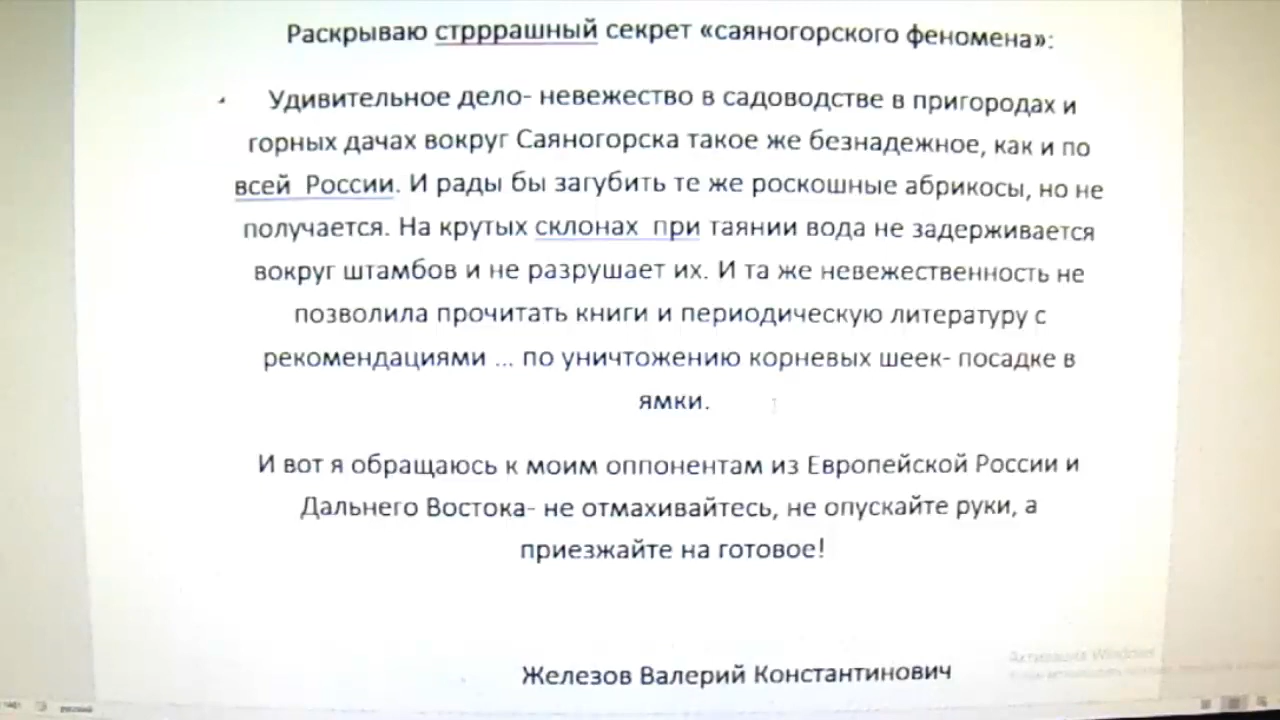 Раскрываю стрррашный секрет «саяногорского феномена»:
Удивительное дело- невежество в садоводстве в пригородах и
горных дачах вокруг Саяногорска такое же безнадежное, как и по
всей России. И рады бы загубить те же роскошные абрикосы, но не
получается. На крутых склонах при таянии вода не задерживается
вокруг штамбов и не разрушает их. И та же невежественность не
позволила прочитать книги и периодическую литературу с
рекомендациями ... по уничтожению корневых шеек- посадке в
ямки.
И вот я обращаюсь к моим оппонентам из Европейской России и
Дальнего Востока- не отмахивайтесь, не опускайте руки, а
приезжайте на готовое!
Железов Валерий Константинович
Активация Windows
русский